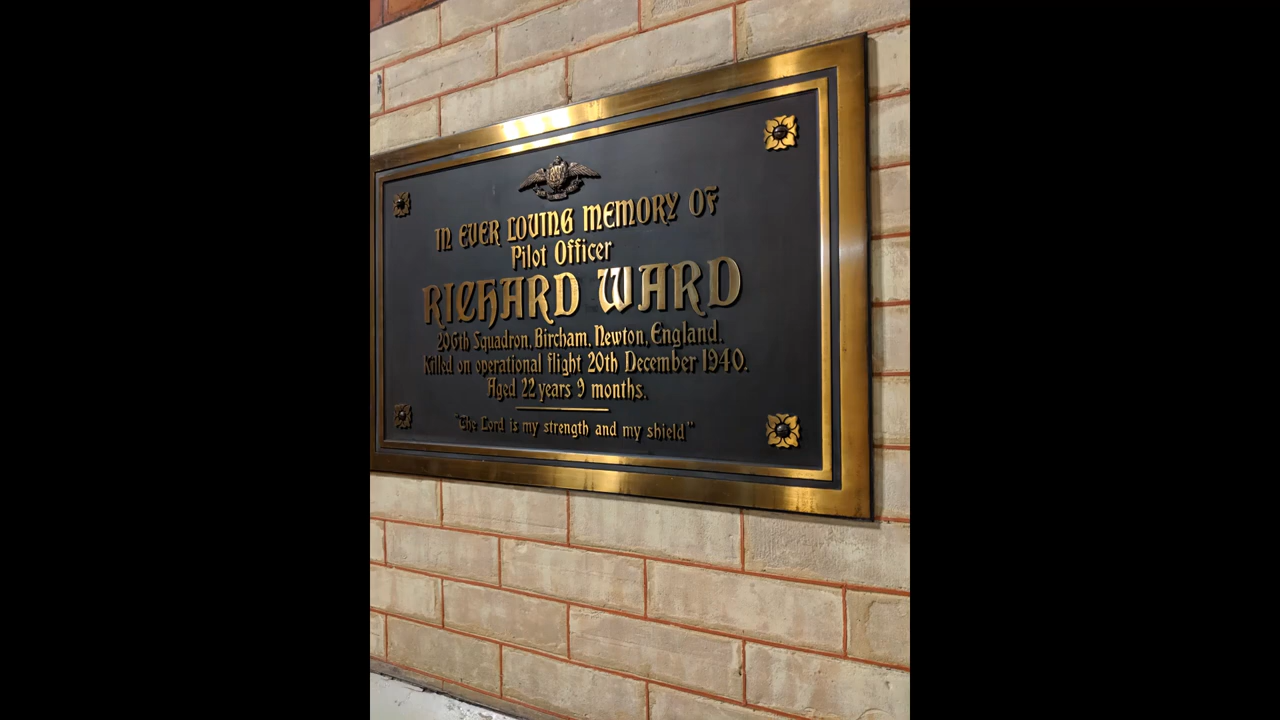 IN EVER LOVING MEMORY OF
Pilot Officer
RICHARD WARD
206th Squadron, Bircham, Newton, England.
Killed on operational flight 20th December 1940.
Aged 22 years 9 months.
"The Lord is my strength and my shield"